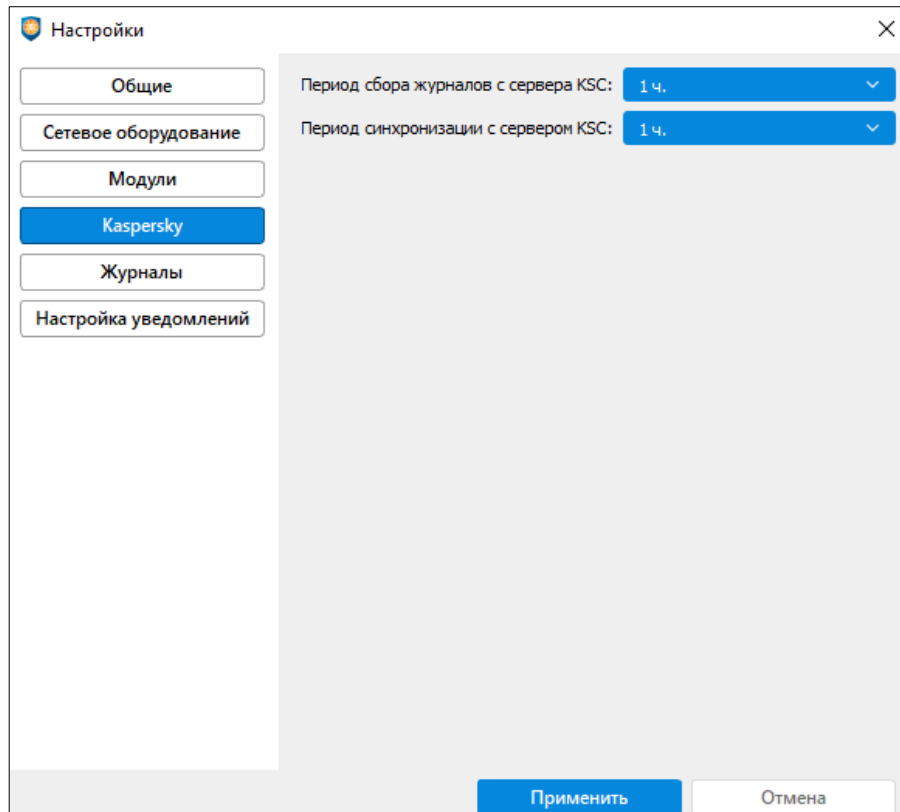 Настройки
Общие
Сетевое оборудование
Модули
Kaspersky
Журналы
Настройка уведомлений
Период сбора журналов с сервера KSC: 1 ч.
Период синхронизации с сервером KSC: 1 ч.
Применить
Отмена